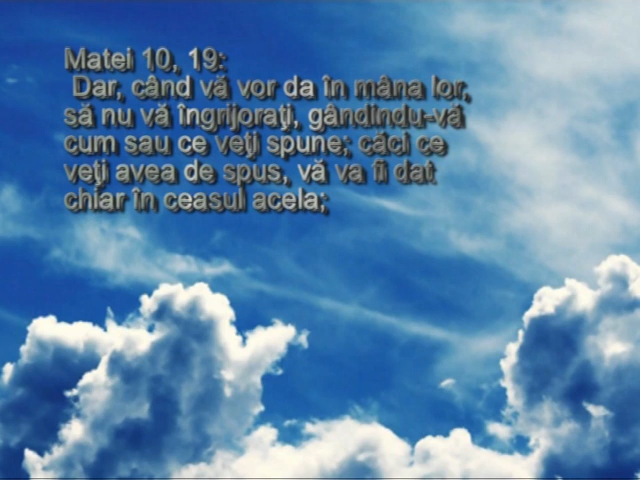 Matei 10, 19:
Dar, când vă vor da în mâna lor,
să nu vă îngrijoraţi, gândindu-vă
cum sau ce veţi spune; căci ce
veţi avea de spus, vă va fi dat
chiar în ceasul acela;